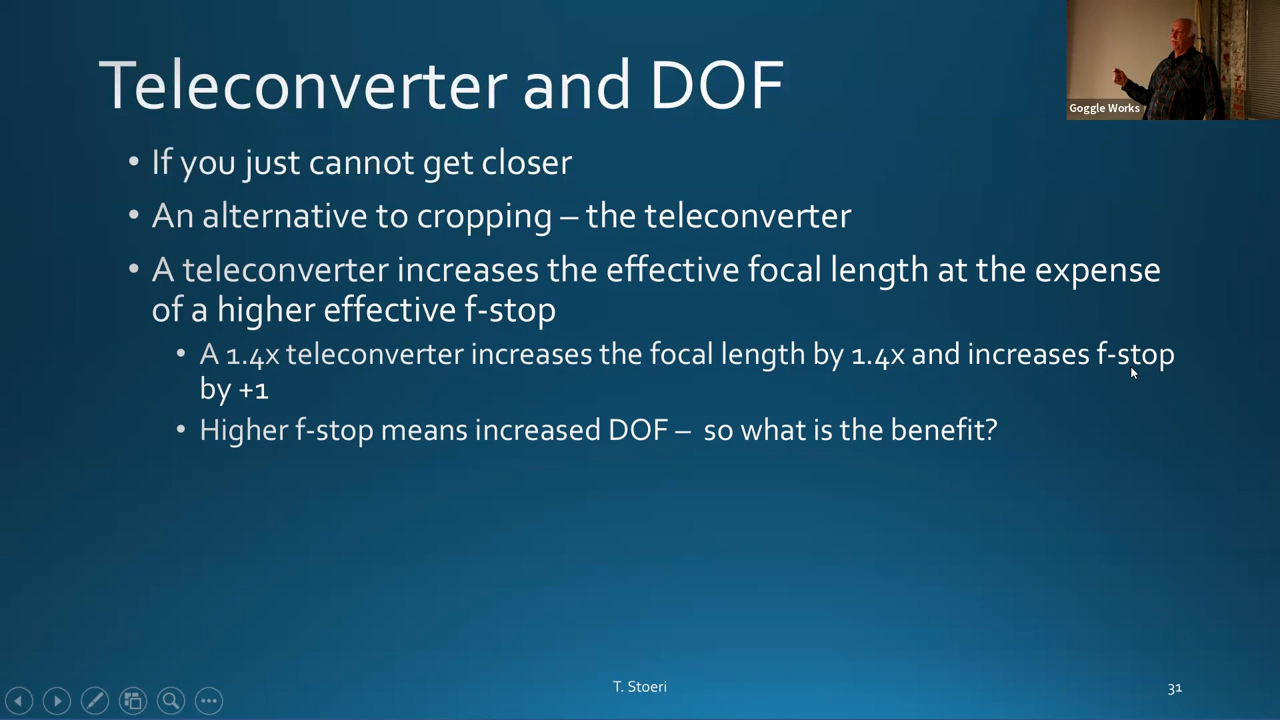 Teleconverter and DOF
Goggle Works
• If you just cannot get closer
• An alternative to cropping – the teleconverter
• A teleconverter increases the effective focal length at the expense
of a higher effective f-stop
• A 1.4x teleconverter increases the focal length by 1.4x and increases f-stop
by +1
• Higher f-stop means increased DOF – so what is the benefit?
T. Stoeri
31